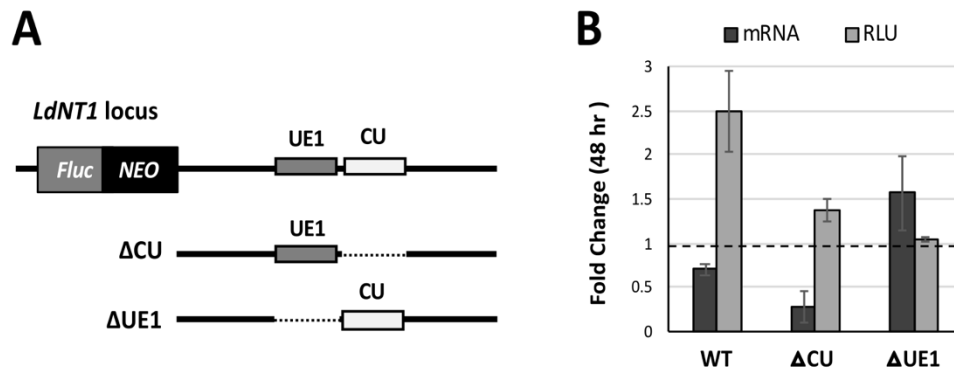 A
LdNT1 locus
UE1 CU
Fluc NEO
UE1
ΔCU
CU
ΔUE1
B
mRNA RLU
Fold Change (48 hr )
3
2.5
2
1.5
1
0.5
0
WT ΔCU ΔUE1